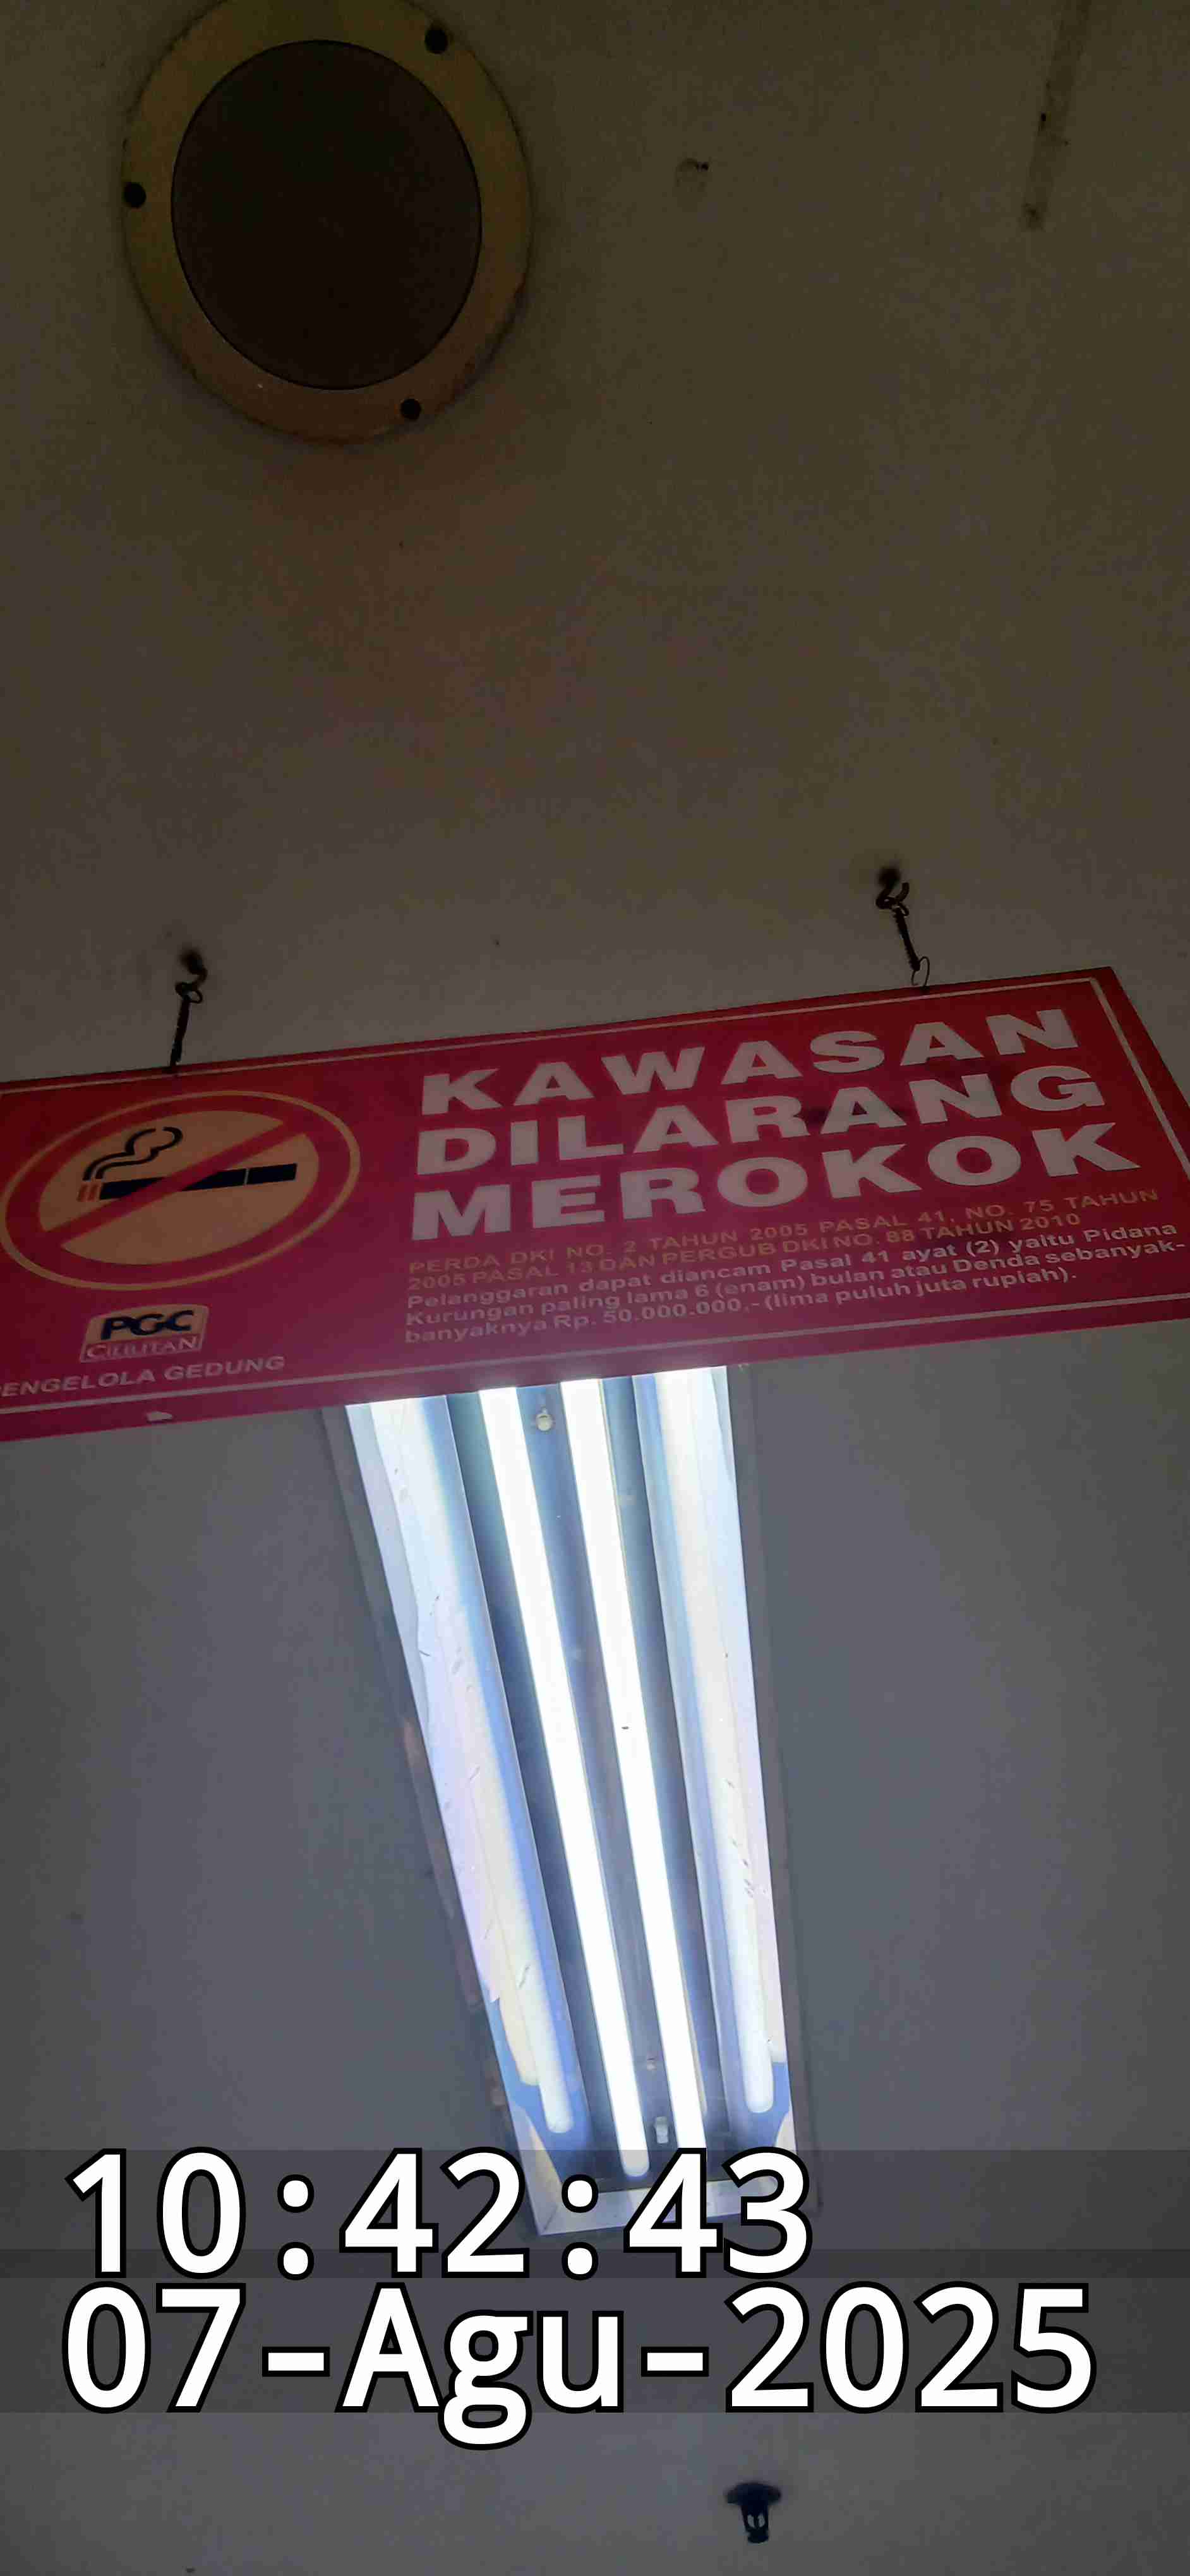 KAWASAN
DILARANG
MEROKOK
PERDA DKI NO. 2 TAHUN 2005 PASAL 41, NO. 75 TAHUN
2005 PASAL 13 DAN PERGUB DKI NO. 88 TAHUN 2010
Pelanggaran dapat diancam Pasal 41 ayat (2) yaitu Pidana
Kurungan paling lama 6 (enam) bulan atau Denda sebanyak-
banyaknya Rp. 50.000.000,- (lima puluh juta rupiah).
PGC
CILILITAN
PENGELOLA GEDUNG
10:42:43
07-Agu-2025